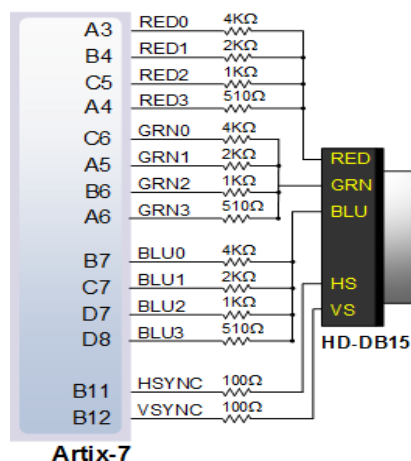 A3 RED0 4KΩ
B4 RED1 2KΩ
C5 RED2 1KΩ
A4 RED3 510Ω
C6 GRN0 4KΩ
A5 GRN1 2KΩ
B6 GRN2 1KΩ
A6 GRN3 510Ω
B7 BLU0 4KΩ
C7 BLU1 2KΩ
D7 BLU2 1KΩ
D8 BLU3 510Ω
B11 HSYNC 100Ω
B12 VSYNC 100Ω
Artix-7
RED
GRN
BLU
HS
VS
HD-DB15